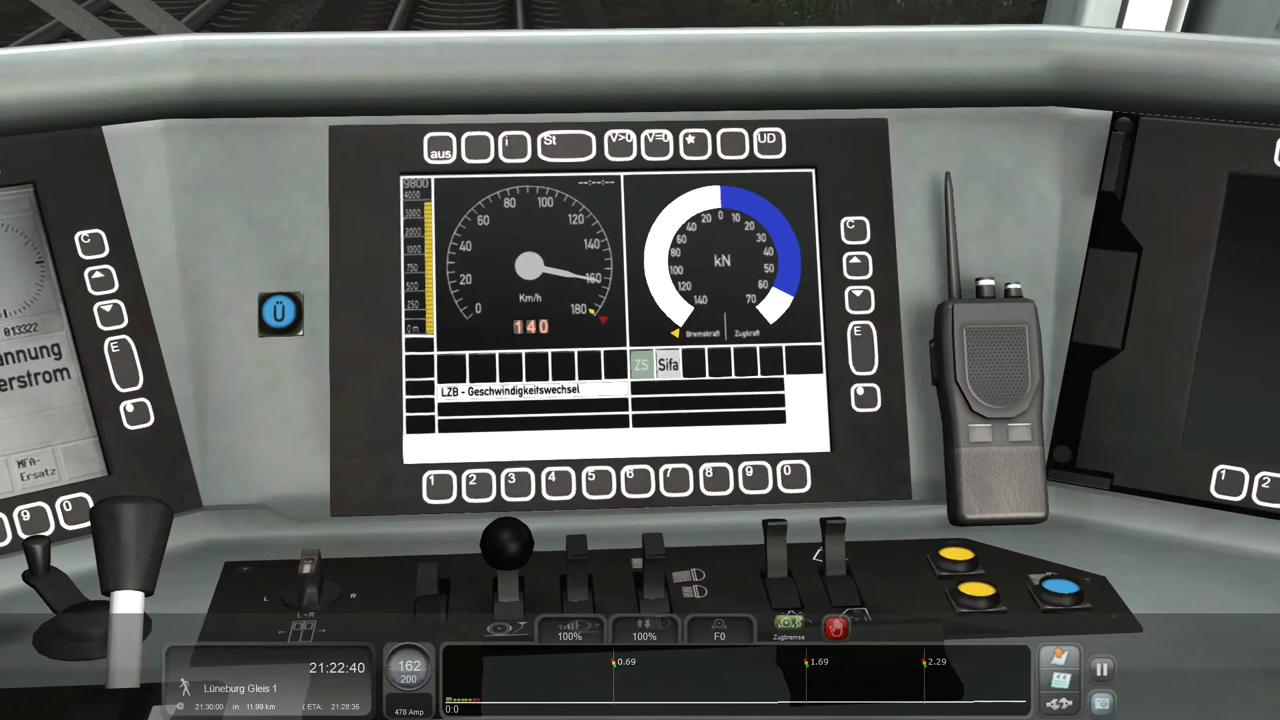 aus
i
St
V>0
V=0
UD
9800
4000
3000
2000
1000
750
500
250
0 m
--:--:--
0
20
40
60
80
100
120
140
160
180
Km/h
140
140
120
100
80
60
40
20
0
10
20
30
40
50
60
70
kN
Bremskraft
Zugkraft
ZS
Sifa
LZB - Geschwindigkeitswechsel
C
E
C
E
013322
annung
erstrom
MFA-
Ersatz
9
0
Ü
1
2
3
4
5
6
7
8
9
0
1
2
L
R
L+R
100%
100%
F0
Zugbremse
21:22:40
Lüneburg Gleis 1
21:30:00 in 11.99 km ( ETA: 21:28:35
162
200
478 Amp
0.69
1.69
2.29
0:0